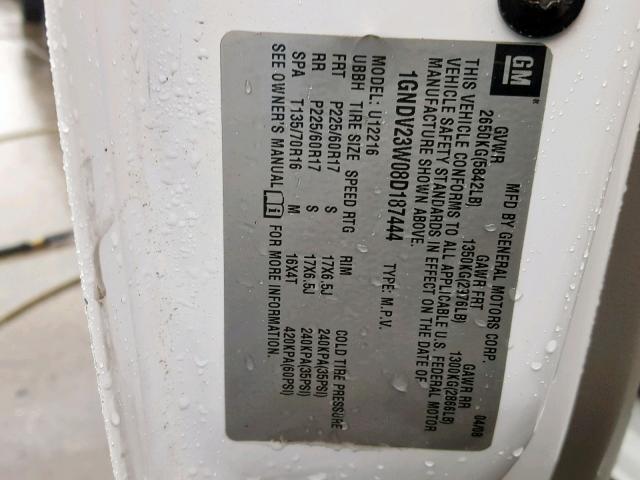 GM®
MFD BY GENERAL MOTORS CORP. 04/08
GVWR GAWR FRT GAWR RR
2650KG(5842LB) 1350KG(2976LB) 1300KG(2866LB)
THIS VEHICLE CONFORMS TO ALL APPLICABLE U.S. FEDERAL MOTOR
VEHICLE SAFETY STANDARDS IN EFFECT ON THE DATE OF
MANUFACTURE SHOWN ABOVE.
1GNDV23W08D187444 TYPE: M.P.V.
MODEL: U12216
UBBH TIRE SIZE SPEED RTG RIM COLD TIRE PRESSURE
FRT P225/60R17 S 17X6.5J 240KPA(35PSI)
RR P225/60R17 S 17X6.5J 240KPA(35PSI)
SPA T135/70R16 M 16X4T 420KPA(60PSI)
SEE OWNER'S MANUAL FOR MORE INFORMATION.